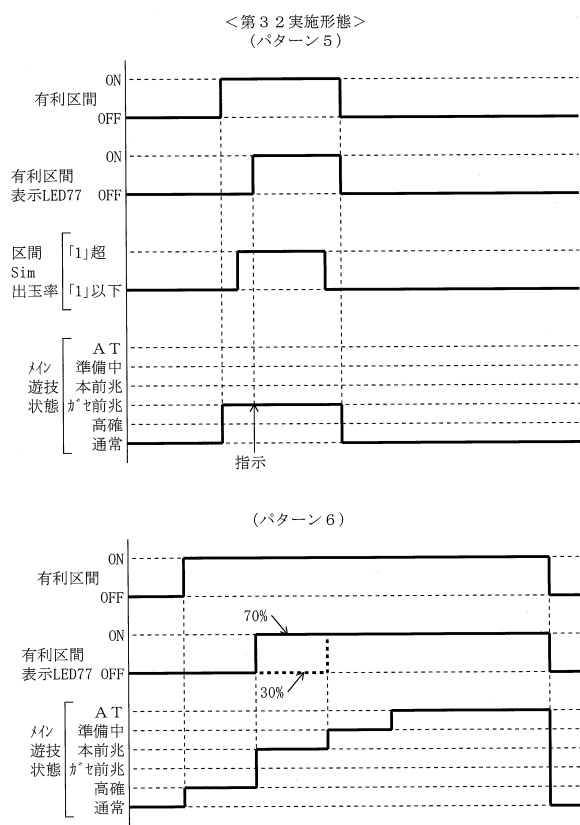 ＜第３２実施形態＞
（パターン５）
ON
有利区間
OFF
ON
有利区間
表示LED77 OFF
区間 「1」超
Sim
出玉率 「1」以下
ＡＴ
ﾒｲﾝ 準備中
遊技 本前兆
状態 ｶﾞｾ前兆
高確
通常
指示
（パターン６）
ON
有利区間
OFF
70%
ON
有利区間
表示LED77 OFF
30%
ＡＴ
ﾒｲﾝ 準備中
遊技 本前兆
状態 ｶﾞｾ前兆
高確
通常